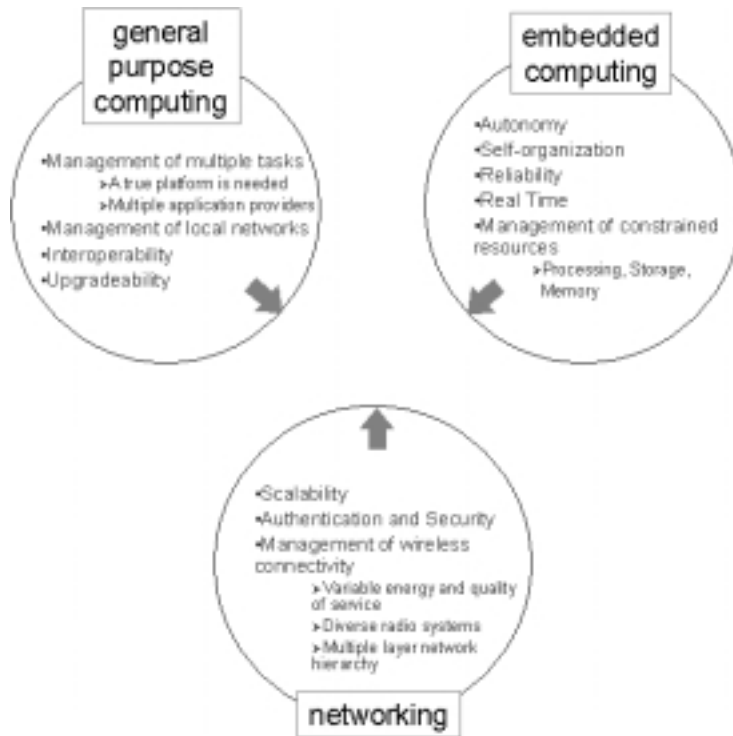 general
purpose
computing
•Management of multiple tasks
➤A true platform is needed
➤Multiple application providers
•Management of local networks
•Interoperability
•Upgradeability
embedded
computing
•Autonomy
•Self-organization
•Reliability
•Real Time
•Management of constrained
resources
➤Processing, Storage,
Memory
•Scalability
•Authentication and Security
•Management of wireless
connectivity
➤Variable energy and quality
of service
➤Diverse radio systems
➤Multiple layer network
hierarchy
networking